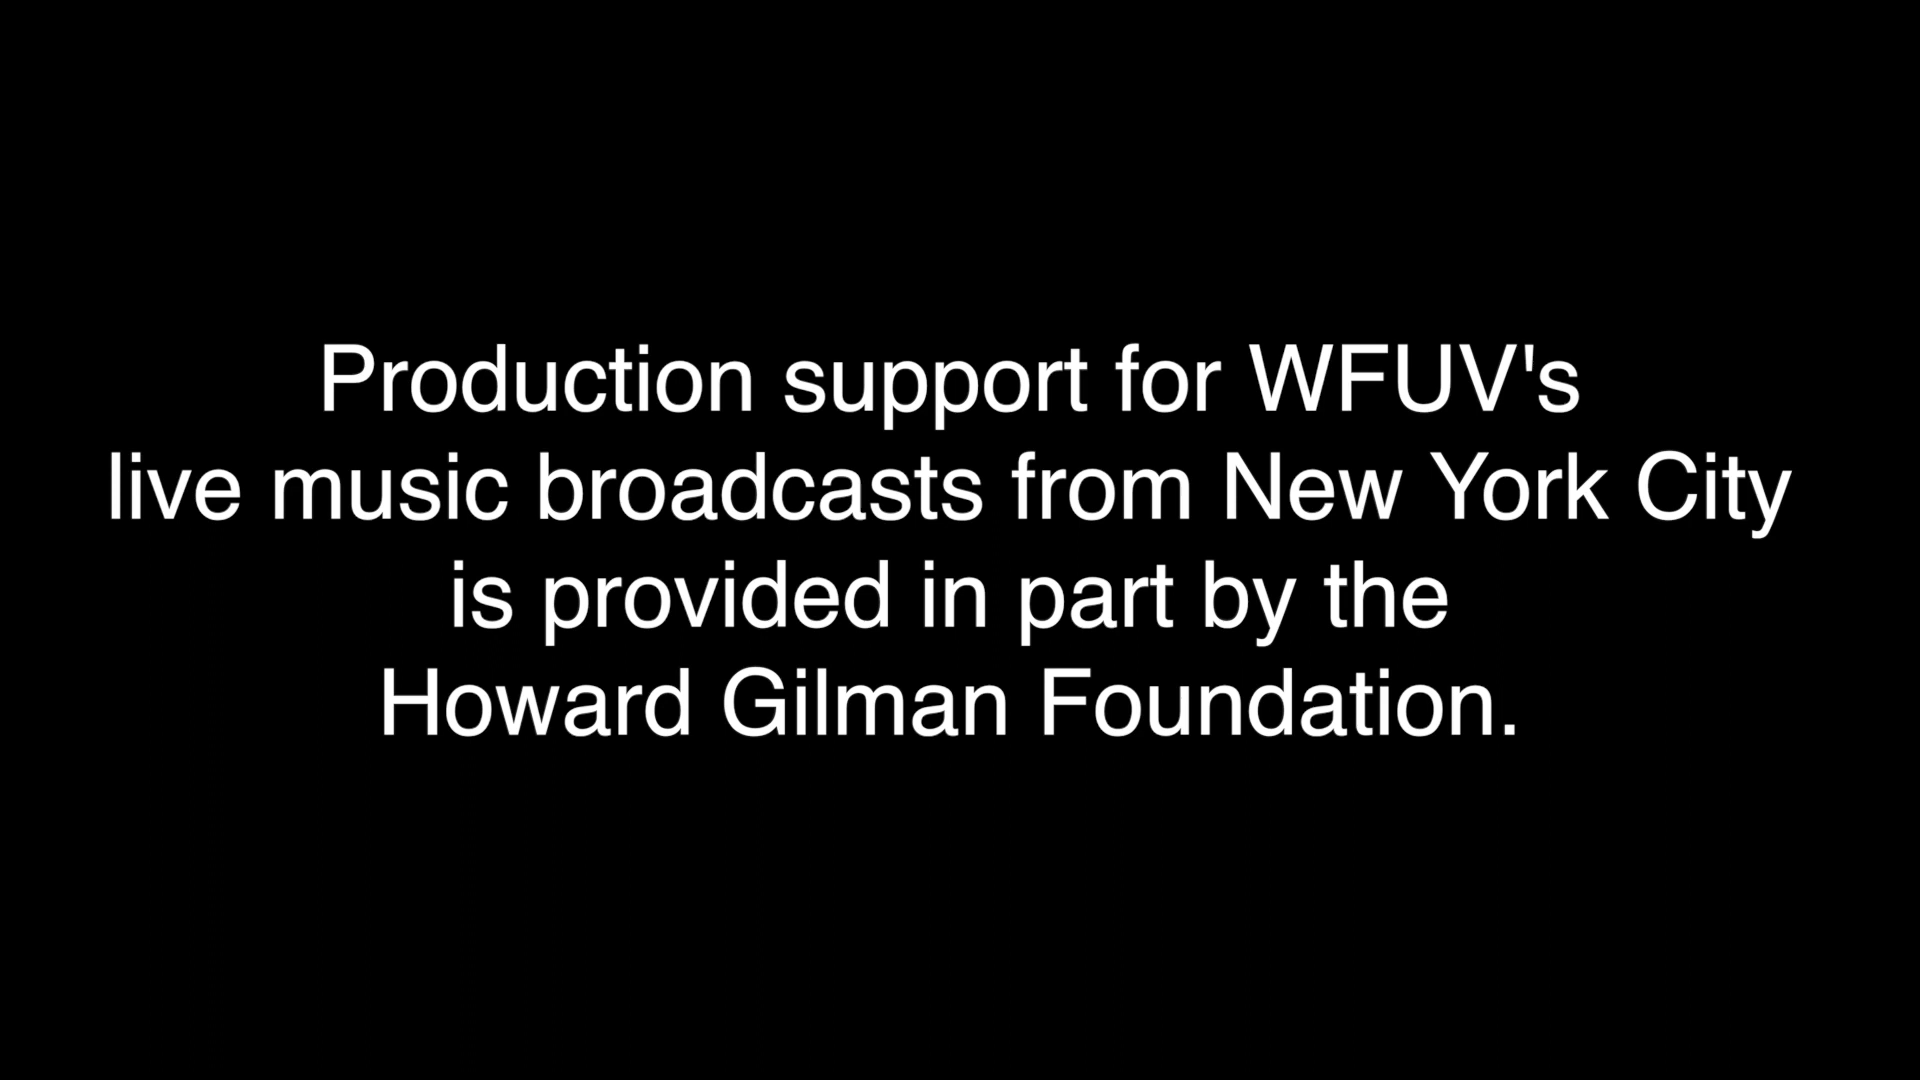 Production support for WFUV's
live music broadcasts from New York City
is provided in part by the
Howard Gilman Foundation.